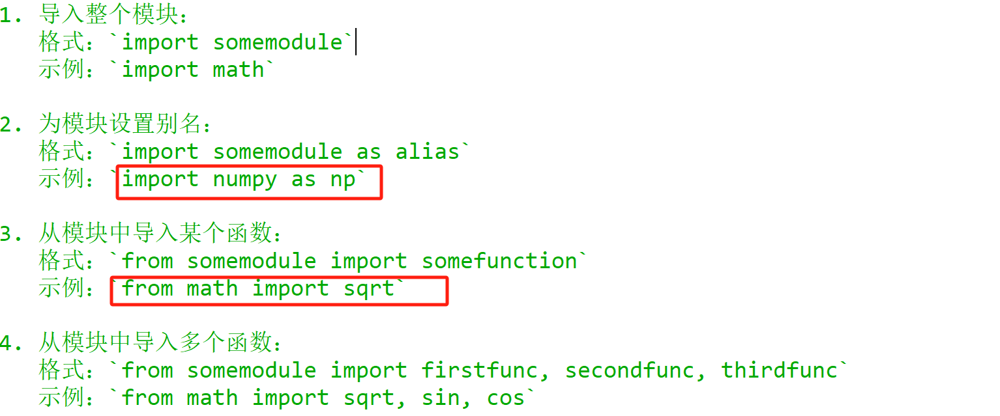 1. 导入整个模块：
格式：`import somemodule`
示例：`import math`
2. 为模块设置别名：
格式：`import somemodule as alias`
示例：`import numpy as np`
3. 从模块中导入某个函数：
格式：`from somemodule import somefunction`
示例：`from math import sqrt`
4. 从模块中导入多个函数：
格式：`from somemodule import firstfunc, secondfunc, thirdfunc`
示例：`from math import sqrt, sin, cos`